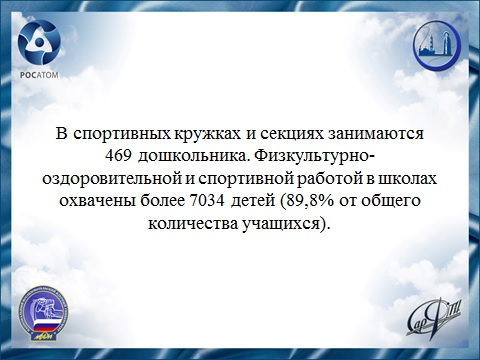 РОСАТОМ
В спортивных кружках и секциях занимаются
469 дошкольника. Физкультурно-
оздоровительной и спортивной работой в школах
охвачены более 7034 детей (89,8% от общего
количества учащихся).
СарФТИ